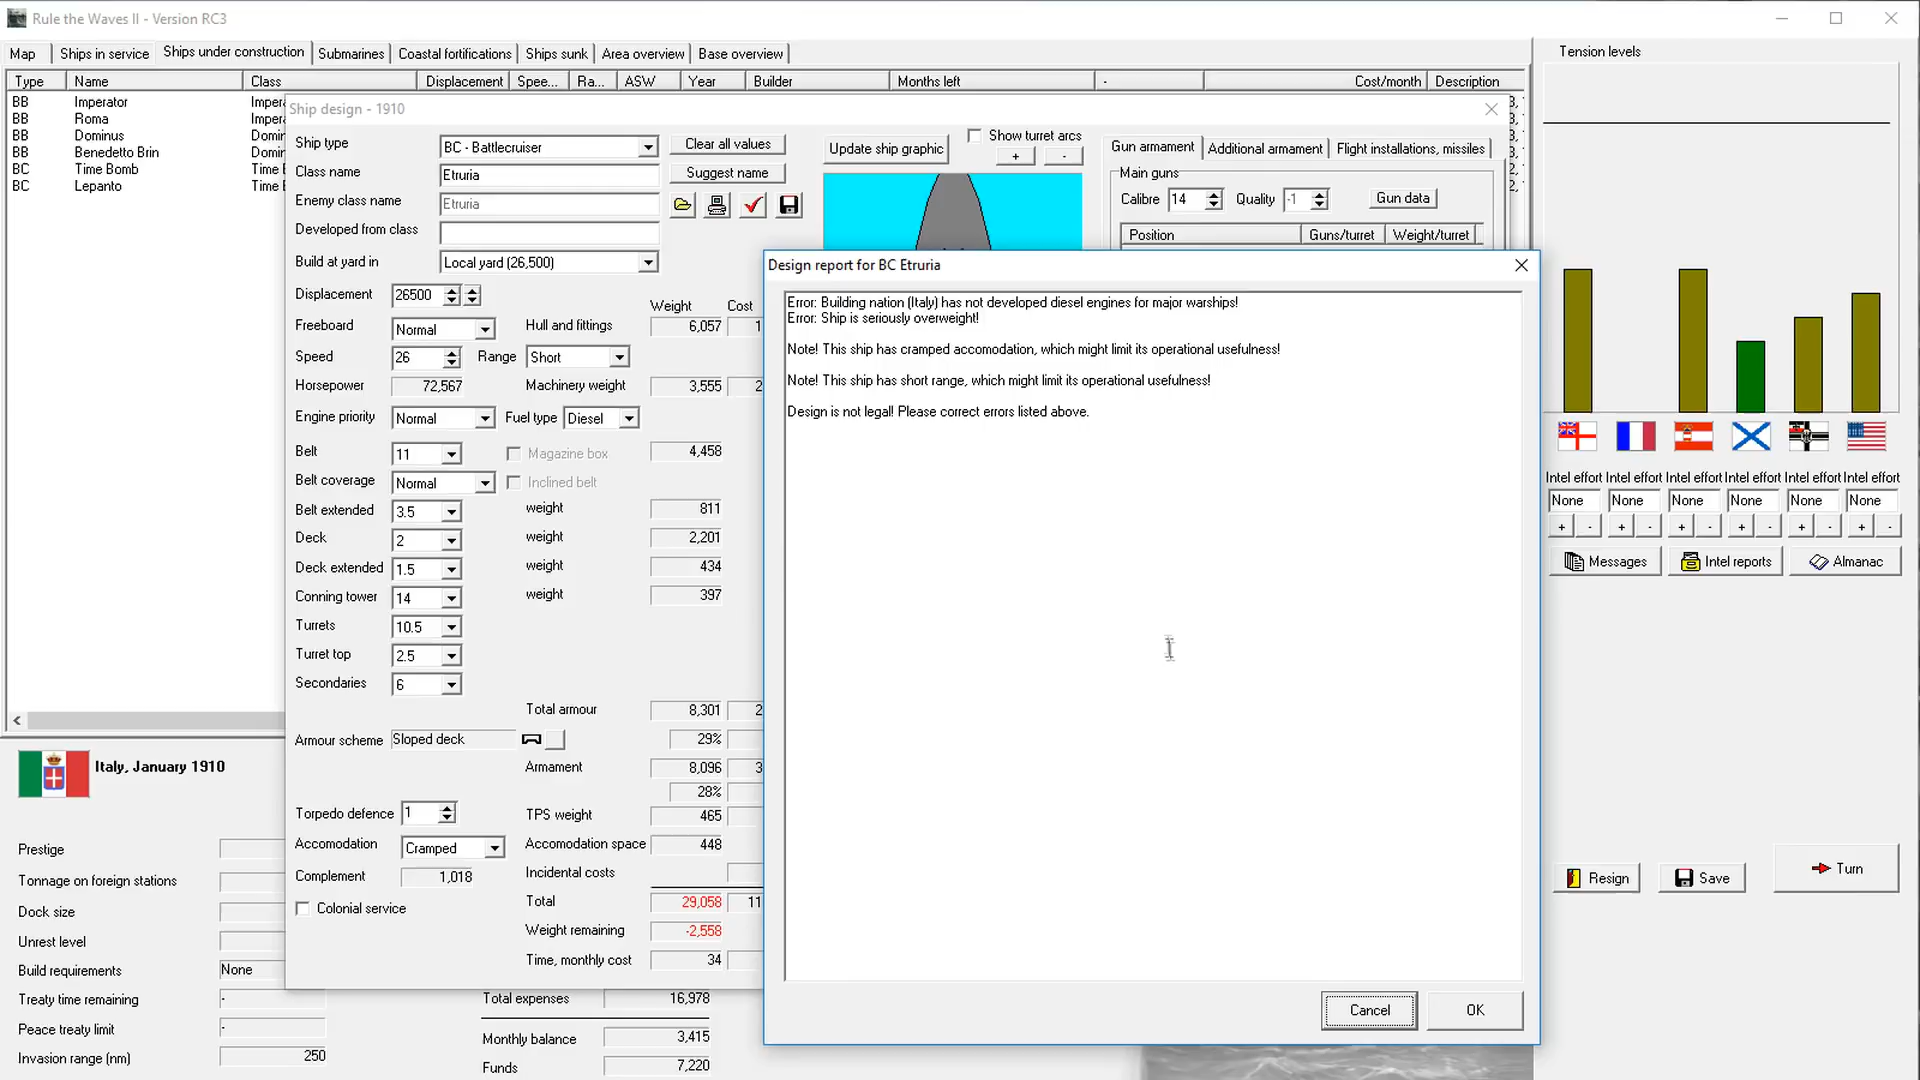 Rule the Waves II - Version RC3
Map
Ships in service
Ships under construction
Submarines
Coastal fortifications
Ships sunk
Area overview
Base overview
Tension levels
Type Name Class Displacement Spee... Ra... ASW Year Builder Months left - Cost/month Description
BB Imperator
BB Roma
BB Dominus
BB Benedetto Brin
BC Time Bomb
BC Lepanto
Ship design - 1910
Ship type BC - Battlecruiser Clear all values
Class name Etruria Suggest name
Enemy class name Etruria
Developed from class
Build at yard in Local yard (26,500)
Update ship graphic
Show turret arcs
+ -
Gun armament
Additional armament
Flight installations, missiles
Main guns
Calibre 14 Quality -1 Gun data
Position Guns/turret Weight/turret
Displacement 26500 Weight Cost
Freeboard Normal Hull and fittings 6,057 1
Speed 26 Range Short
Horsepower 72,567 Machinery weight 3,555 2
Engine priority Normal Fuel type Diesel
Belt 11 Magazine box 4,458
Belt coverage Normal Inclined belt
Belt extended 3.5 weight 811
Deck 2 weight 2,201
Deck extended 1.5 weight 434
Conning tower 14 weight 397
Turrets 10.5
Turret top 2.5
Secondaries 6
Total armour 8,301 2
Armour scheme Sloped deck 29%
Armament 8,096 3
28%
Torpedo defence 1 TPS weight 465
Accomodation Cramped Accomodation space 448
Complement 1,018 Incidental costs
Colonial service Total 29,058 11
Weight remaining -2,558
Time, monthly cost 34
Design report for BC Etruria
Error: Building nation (Italy) has not developed diesel engines for major warships!
Error: Ship is seriously overweight!
Note! This ship has cramped accomodation, which might limit its operational usefulness!
Note! This ship has short range, which might limit its operational usefulness!
Design is not legal! Please correct errors listed above.
Cancel OK
Intel effort Intel effort Intel effort Intel effort Intel effort Intel effort
None None None None None None
+ - + - + - + - + - + -
Messages Intel reports Almanac
Resign Save Turn
Italy, January 1910
Prestige
Tonnage on foreign stations
Dock size
Unrest level
Build requirements None
Treaty time remaining -
Peace treaty limit -
Invasion range (nm) 250
Total expenses 16,978
Monthly balance 3,415
Funds 7,220